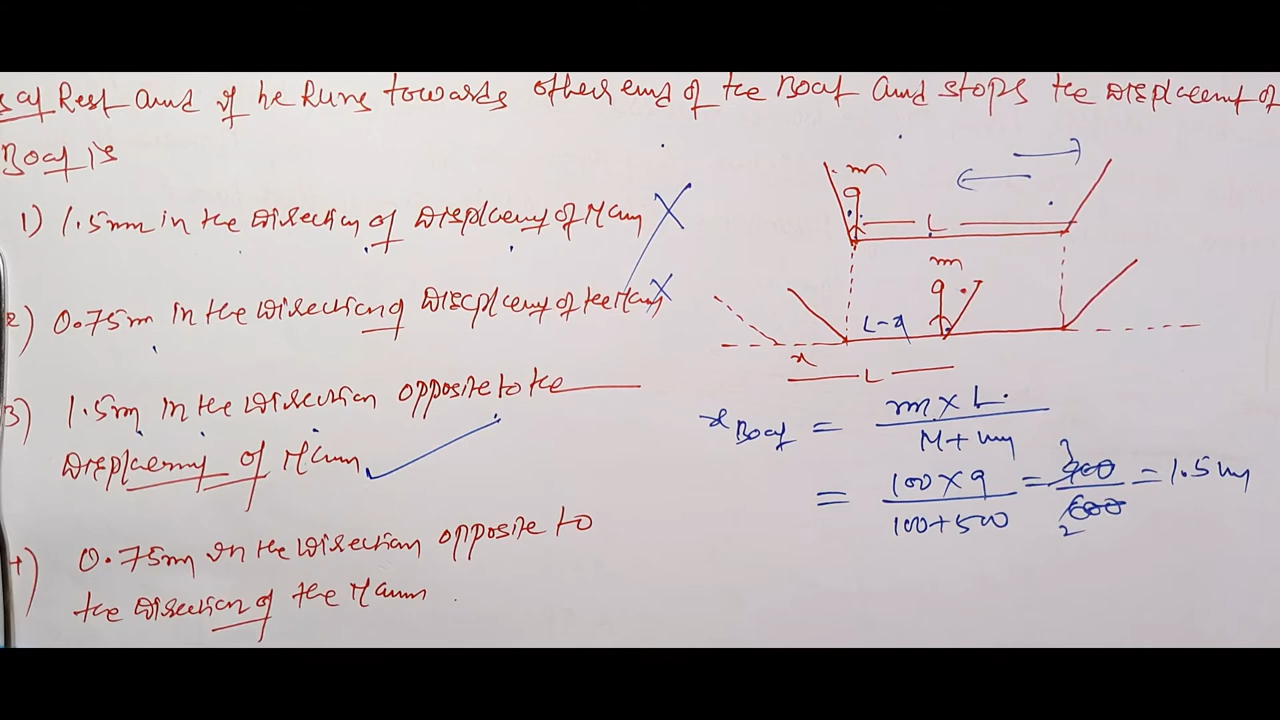 s at Rest and if he Runs towards other end of the Boat and stops the Displacement of
Boat is
1) 1.5m in the Direction of Displacement of Man
2) 0.75m in the Direction of Displacement of the Man
3) 1.5m in the Direction opposite to the
Displacement of Man
4) 0.75m in the Direction opposite to
the Direction of the Man
m
L
m
L-x
x
L
x Boat = m × L / M + m
= 100 × 9 / 100 + 500 = 900 / 600 = 1.5m
3
2